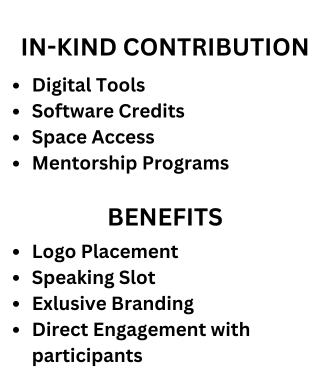 IN-KIND CONTRIBUTION
• Digital Tools
• Software Credits
• Space Access
• Mentorship Programs
BENEFITS
• Logo Placement
• Speaking Slot
• Exlusive Branding
• Direct Engagement with
participants